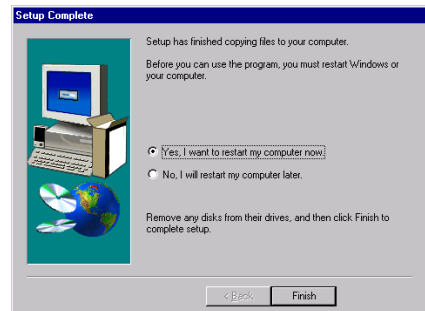 Setup Complete
Setup has finished copying files to your computer.
Before you can use the program, you must restart Windows or
your computer.
Yes, I want to restart my computer now.
No, I will restart my computer later.
Remove any disks from their drives, and then click Finish to
complete setup.
< Back
Finish